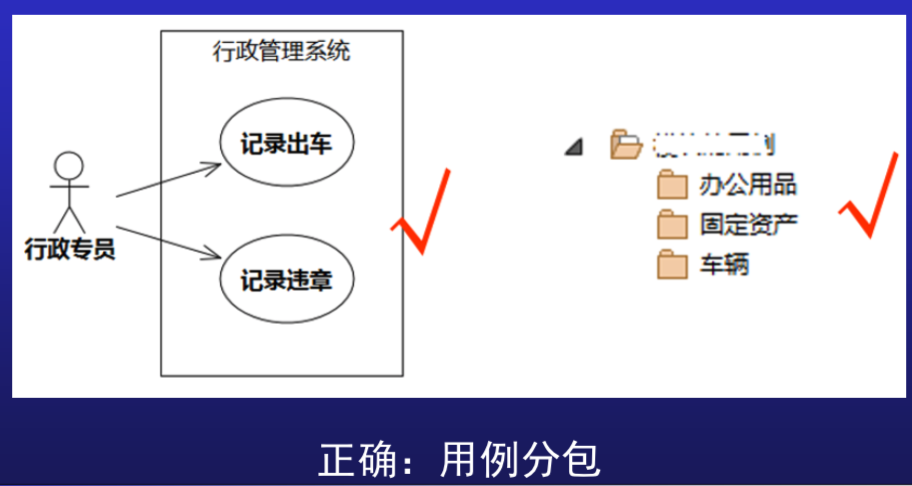 行政管理系统
记录出车
行政专员
记录违章
办公用品
固定资产
车辆
正确：用例分包